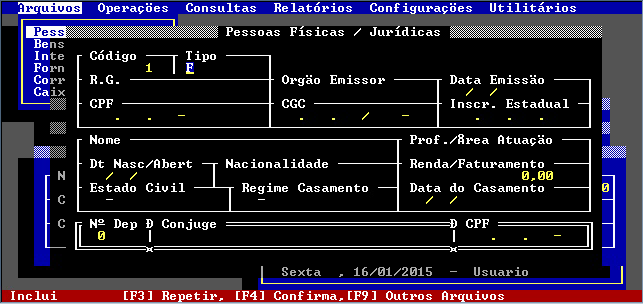 Arquivos Operações Consultas Relatórios Configurações Utilitários
Pess
Bens
Inte
Forn
Corr
Caix
Pessoas Físicas / Jurídicas
Código Tipo
1 F
R.G. Orgão Emissor Data Emissão
/ /
CPF CGC Inscr. Estadual
. . - . . / - . . .
Nome Prof./Área Atuação
Dt Nasc/Abert Nacionalidade Renda/Faturamento
/ / 0,00
Estado Civil Regime Casamento Data do Casamento
- - / /
Nº Dep Ð Conjuge Ð CPF
0 . . -
N
C
C
0
Sexta , 16/01/2015 - Usuario
Inclui [F3] Repetir, [F4] Confirma,[F9] Outros Arquivos